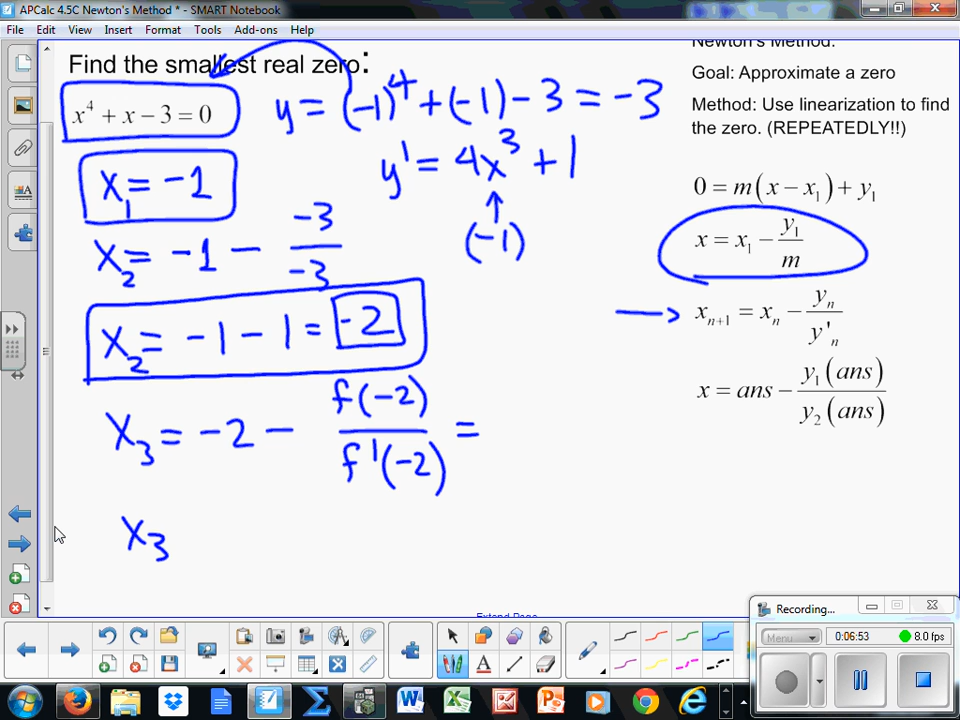 APCalc 4.5C Newton's Method * - SMART Notebook
File Edit View Insert Format Tools Add-ons Help
Find the smallest real zero:
x⁴ + x − 3 = 0
y = (-1)⁴ + (-1) - 3 = -3
y' = 4x³ + 1
(-1)
x₁ = -1
x₂ = -1 - -3/-3
x₂ = -1 - 1 = -2
x₃ = -2 - f(-2)/f'(-2) =
x₃
Newton's Method:
Goal: Approximate a zero
Method: Use linearization to find
the zero. (REPEATEDLY!!)
0 = m(x − x₁) + y₁
x = x₁ − y₁/m
xₙ₊₁ = xₙ − yₙ/y'ₙ
x = ans − y₁(ans)/y₂(ans)
Extend Page
Recording...
Menu
0:06:53
8.0 fps